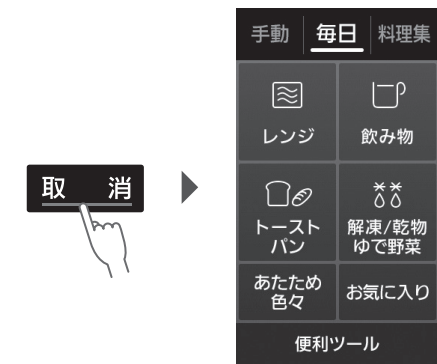 取 消
手動 毎日 料理集
レンジ 飲み物
トースト
パン
解凍/乾物
ゆで野菜
あたため
色々
お気に入り
便利ツール